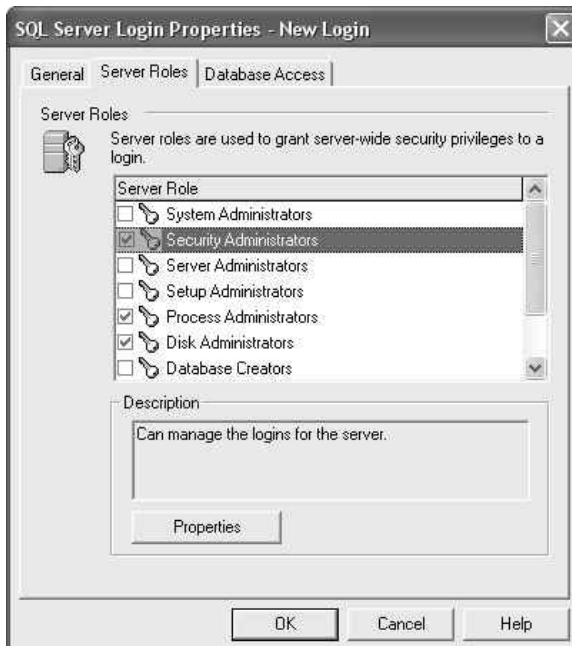 SQL Server Login Properties - New Login
General Server Roles Database Access
Server Roles
Server roles are used to grant server-wide security privileges to a
login.
Server Role
System Administrators
Security Administrators
Server Administrators
Setup Administrators
Process Administrators
Disk Administrators
Database Creators
Description
Can manage the logins for the server.
Properties
OK Cancel Help